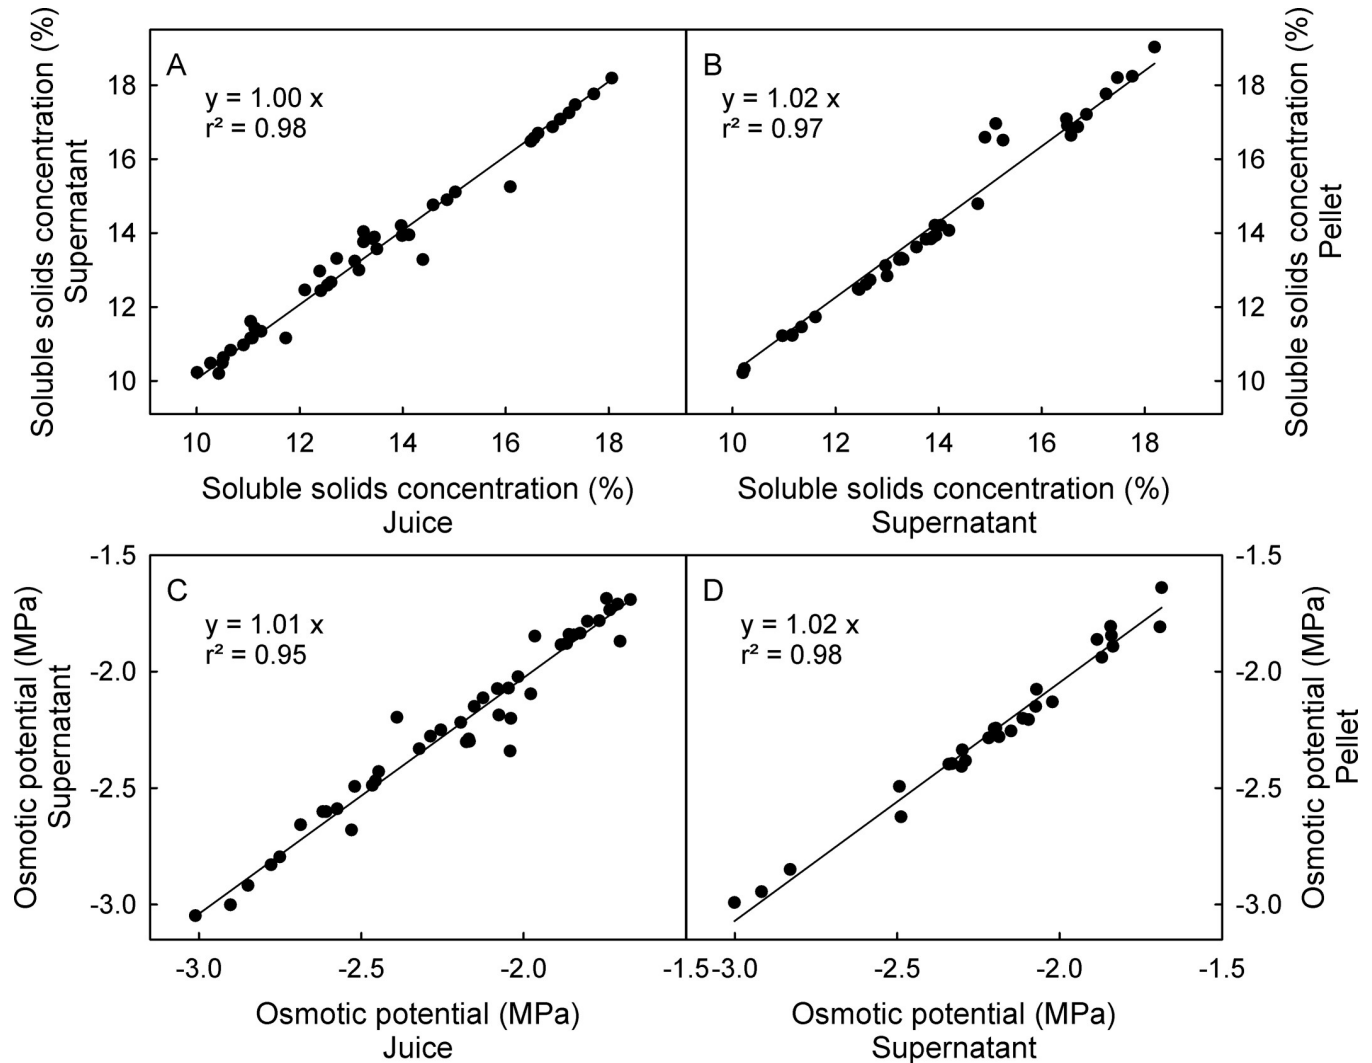 Soluble solids concentration (%)
Supernatant
A
y = 1.00 x
r² = 0.98
18
16
14
12
10
10 12 14 16 18
Soluble solids concentration (%)
Juice
B
y = 1.02 x
r² = 0.97
18
16
14
12
10
Soluble solids concentration (%)
Pellet
10 12 14 16 18
Soluble solids concentration (%)
Supernatant
Osmotic potential (MPa)
Supernatant
C
y = 1.01 x
r² = 0.95
-1.5
-2.0
-2.5
-3.0
-3.0 -2.5 -2.0 -1.5
Osmotic potential (MPa)
Juice
D
y = 1.02 x
r² = 0.98
-1.5
-2.0
-2.5
-3.0
Osmotic potential (MPa)
Pellet
-3.0 -2.5 -2.0 -1.5
Osmotic potential (MPa)
Supernatant